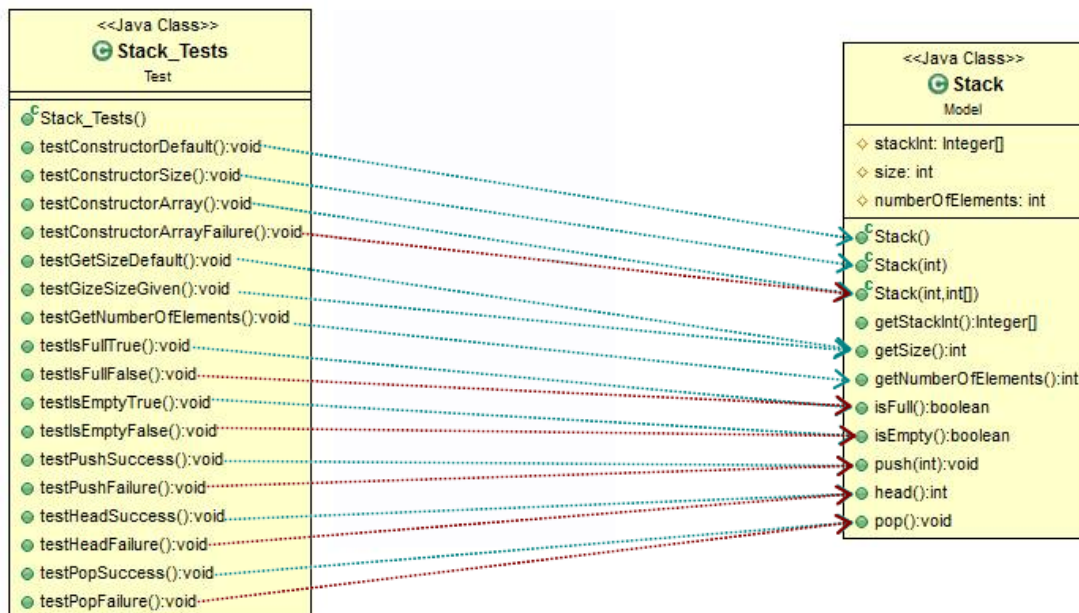 <<Java Class>>
C Stack_Tests
Test
C Stack_Tests()
testConstructorDefault():void
testConstructorSize():void
testConstructorArray():void
testConstructorArrayFailure():void
testGetSizeDefault():void
testGizeSizeGiven():void
testGetNumberOfElements():void
testIsFullTrue():void
testIsFullFalse():void
testIsEmptyTrue():void
testIsEmptyFalse():void
testPushSuccess():void
testPushFailure():void
testHeadSuccess():void
testHeadFailure():void
testPopSuccess():void
testPopFailure():void
<<Java Class>>
C Stack
Model
stackInt: Integer[]
size: int
numberOfElements: int
C Stack()
C Stack(int)
C Stack(int,int[])
getStackInt():Integer[]
getSize():int
getNumberOfElements():int
isFull():boolean
isEmpty():boolean
push(int):void
head():int
pop():void